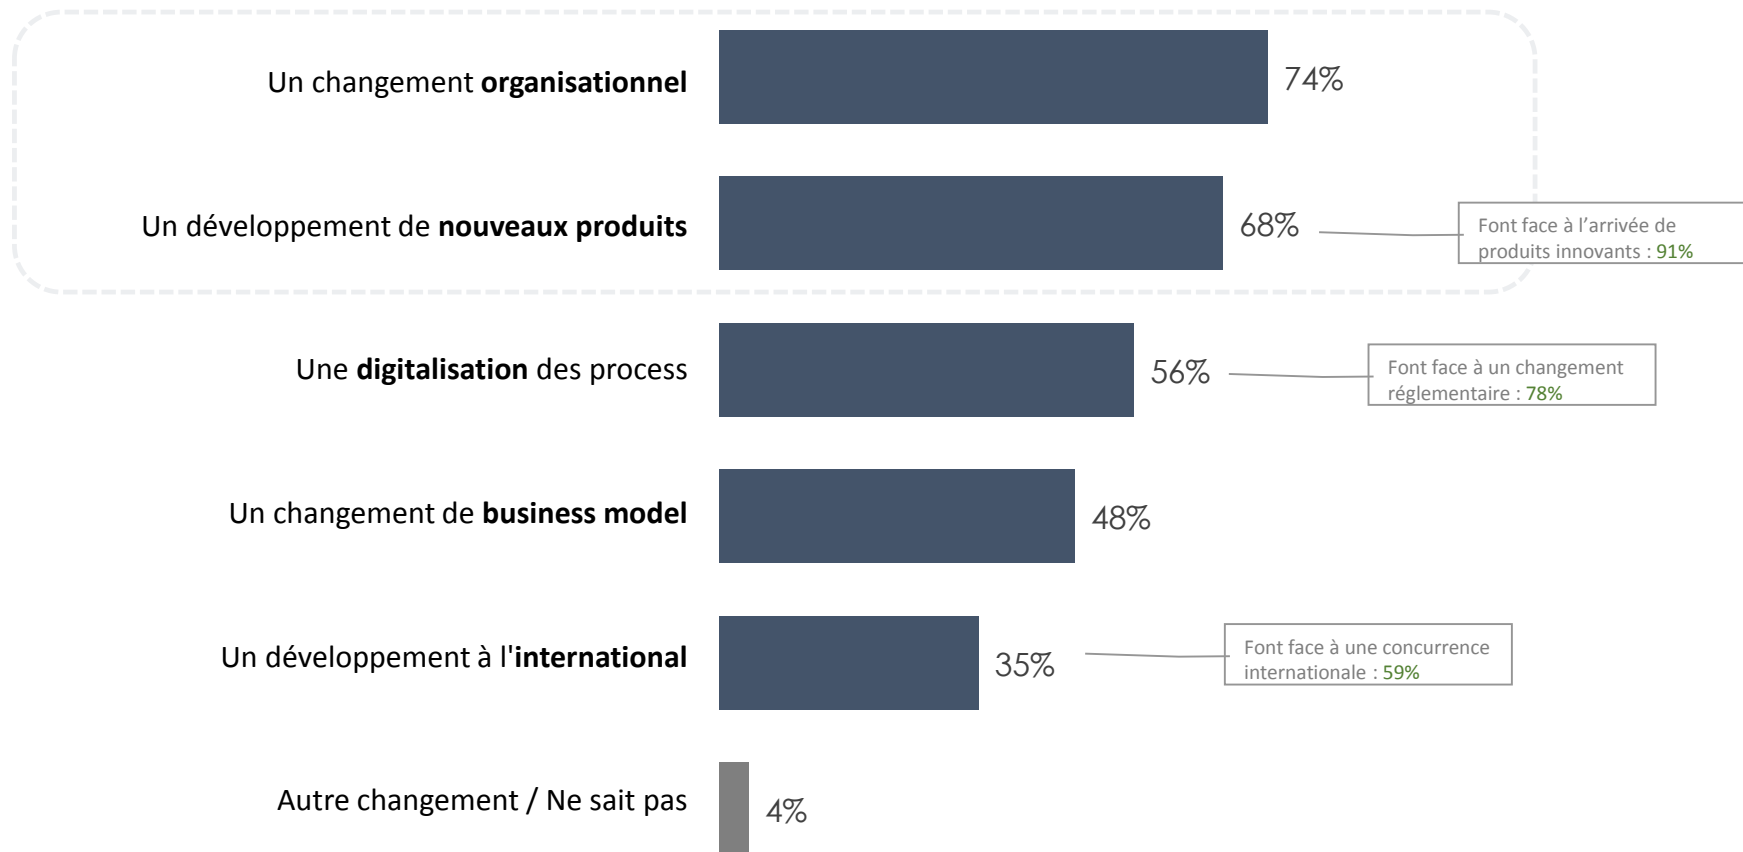 Un changement organisationnel
74%
Un développement de nouveaux produits
68%
Font face à l’arrivée de
produits innovants : 91%
Une digitalisation des process
56%
Font face à un changement
réglementaire : 78%
Un changement de business model
48%
Un développement à l'international
35%
Font face à une concurrence
internationale : 59%
Autre changement / Ne sait pas
4%